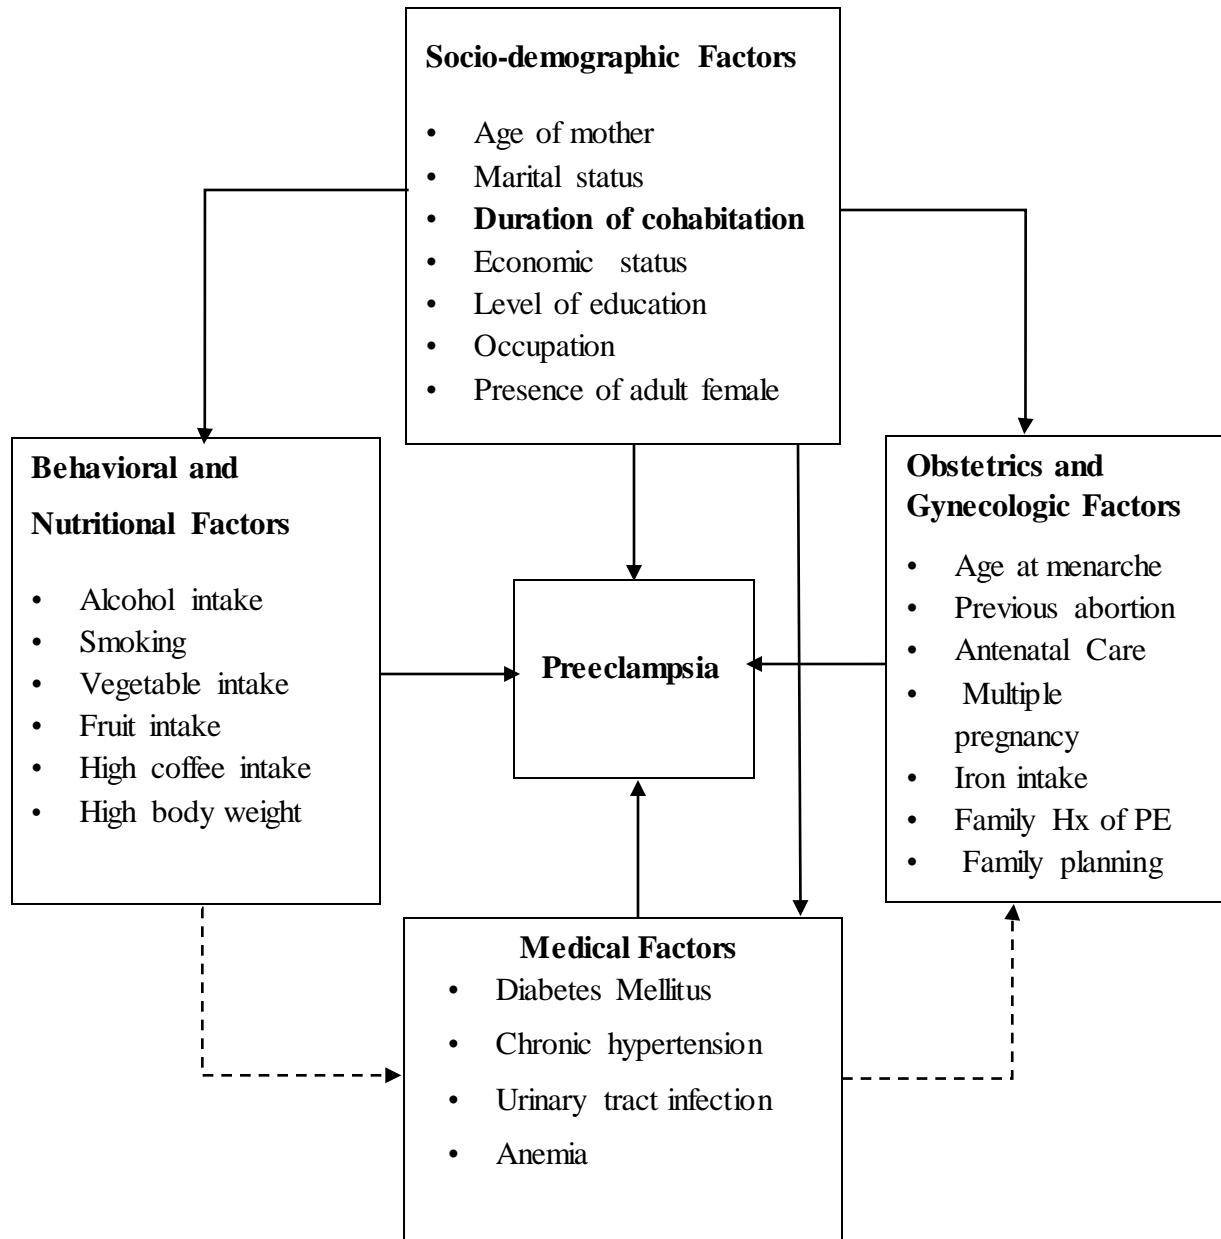 Socio-demographic Factors
• Age of mother
• Marital status
• Duration of cohabitation
• Economic status
• Level of education
• Occupation
• Presence of adult female
Behavioral and
Nutritional Factors
• Alcohol intake
• Smoking
• Vegetable intake
• Fruit intake
• High coffee intake
• High body weight
Preeclampsia
Obstetrics and
Gynecologic Factors
• Age at menarche
• Previous abortion
• Antenatal Care
• Multiple
pregnancy
• Iron intake
• Family Hx of PE
• Family planning
Medical Factors
• Diabetes Mellitus
• Chronic hypertension
• Urinary tract infection
• Anemia